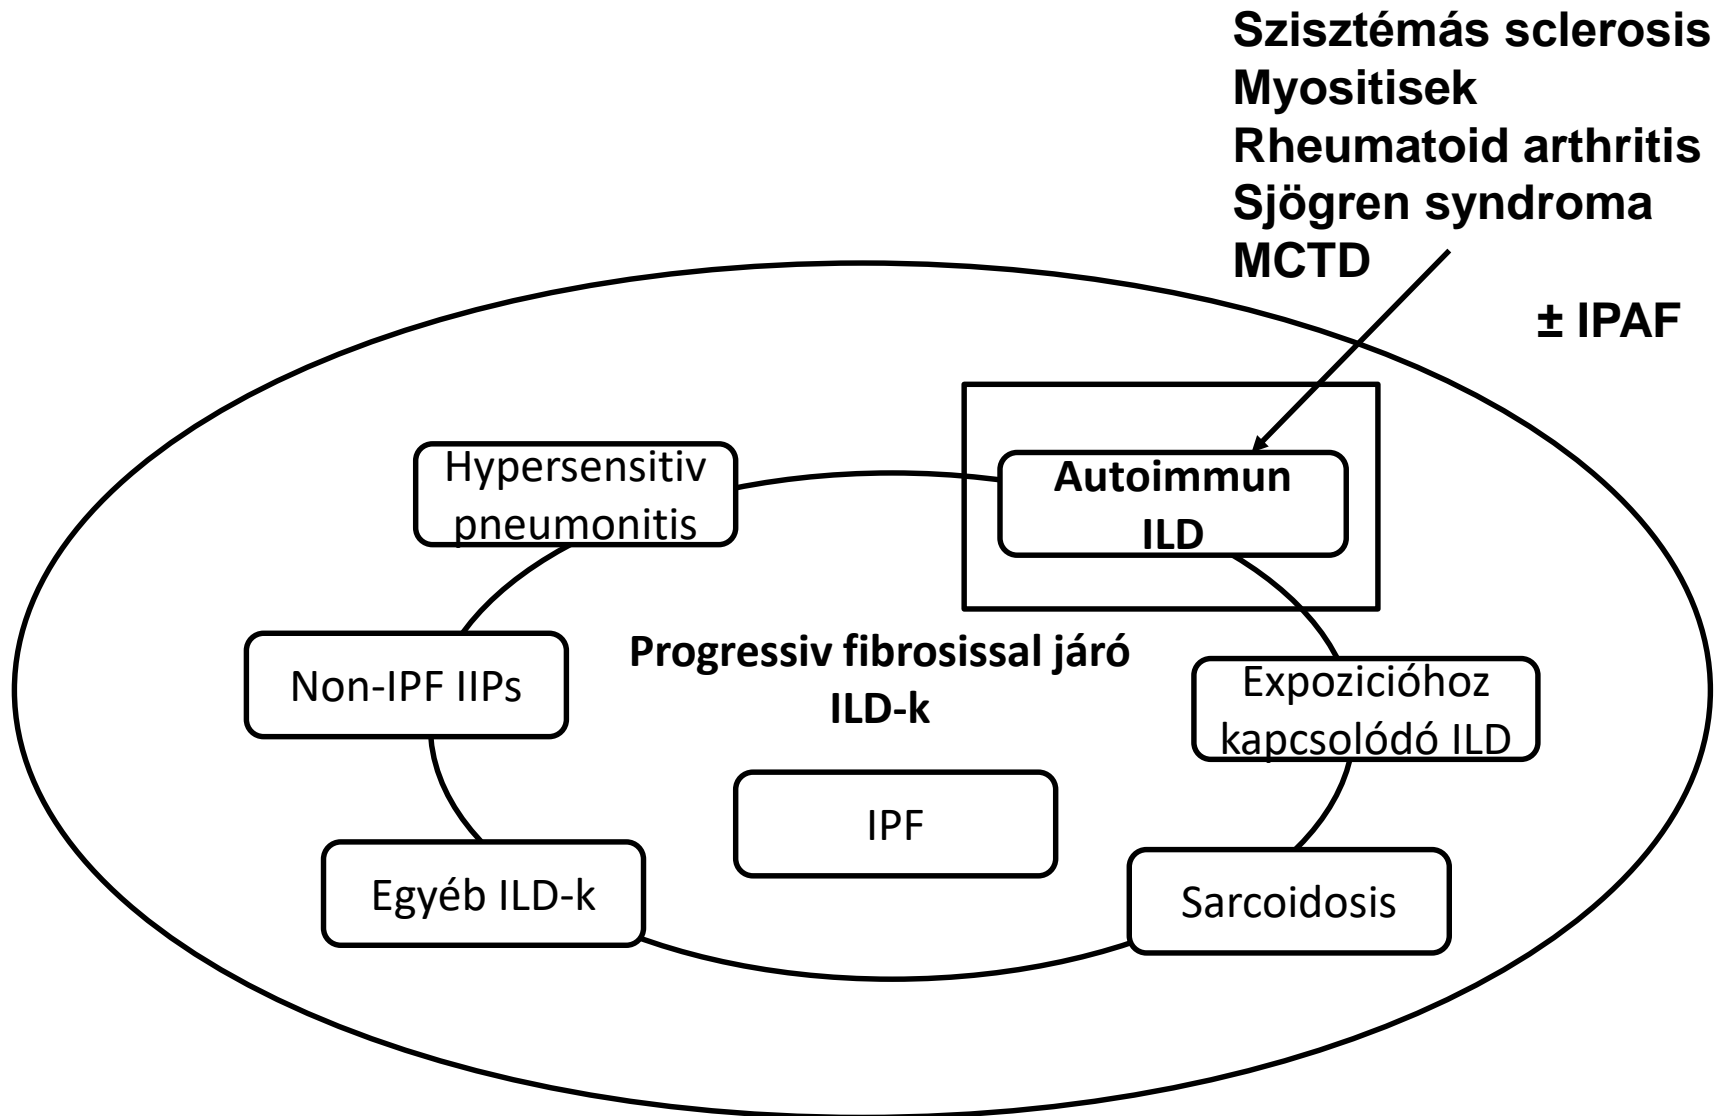 Szisztémás sclerosis
Myositisek
Rheumatoid arthritis
Sjögren syndroma
MCTD
± IPAF
Hypersensitiv
pneumonitis
Autoimmun
ILD
Progressiv fibrosissal járó
ILD-k
Non-IPF IIPs
Expozicióhoz
kapcsolódó ILD
IPF
Egyéb ILD-k
Sarcoidosis